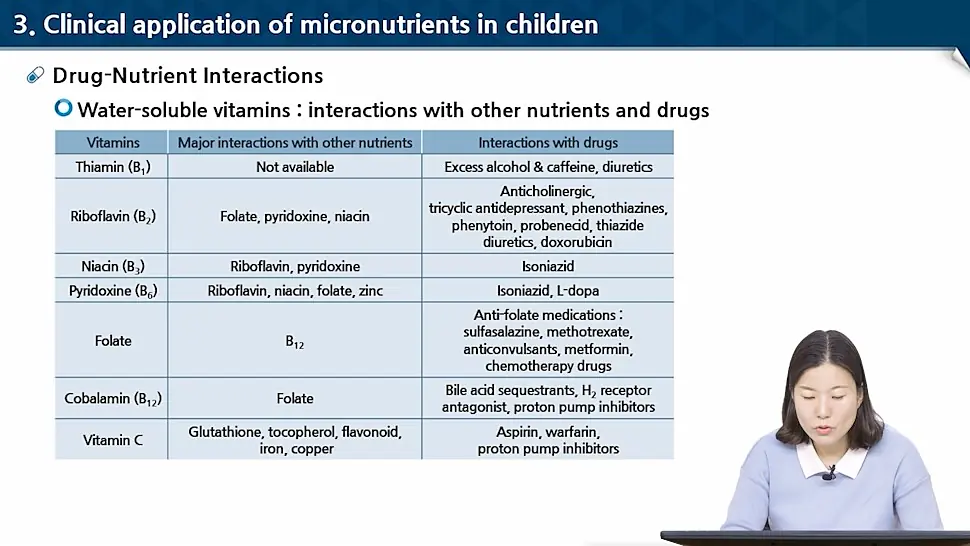 3. Clinical application of micronutrients in children
Drug-Nutrient Interactions
Water-soluble vitamins : interactions with other nutrients and drugs
Vitamins Major interactions with other nutrients Interactions with drugs
Thiamin (B₁) Not available Excess alcohol & caffeine, diuretics
Riboflavin (B₂) Folate, pyridoxine, niacin Anticholinergic,
tricyclic antidepressant, phenothiazines,
phenytoin, probenecid, thiazide
diuretics, doxorubicin
Niacin (B₃) Riboflavin, pyridoxine Isoniazid
Pyridoxine (B₆) Riboflavin, niacin, folate, zinc Isoniazid, L-dopa
Folate B₁₂ Anti-folate medications :
sulfasalazine, methotrexate,
anticonvulsants, metformin,
chemotherapy drugs
Cobalamin (B₁₂) Folate Bile acid sequestrants, H₂ receptor
antagonist, proton pump inhibitors
Vitamin C Glutathione, tocopherol, flavonoid,
iron, copper Aspirin, warfarin,
proton pump inhibitors